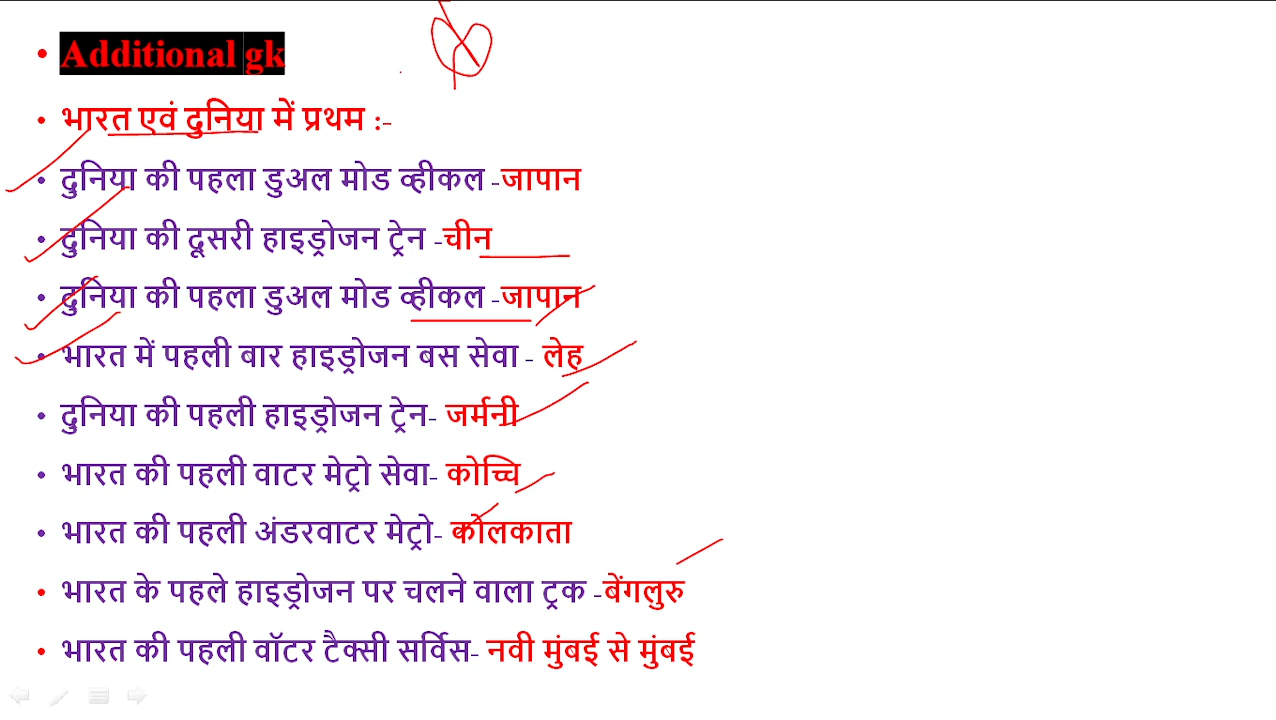 • Additional gk
• भारत एवं दुनिया में प्रथम :-
• दुनिया की पहला डुअल मोड व्हीकल -जापान
• दुनिया की दूसरी हाइड्रोजन ट्रेन -चीन
• दुनिया की पहला डुअल मोड व्हीकल -जापान
• भारत में पहली बार हाइड्रोजन बस सेवा - लेह
• दुनिया की पहली हाइड्रोजन ट्रेन- जर्मनी
• भारत की पहली वाटर मेट्रो सेवा- कोच्चि
• भारत की पहली अंडरवाटर मेट्रो- कोलकाता
• भारत के पहले हाइड्रोजन पर चलने वाला ट्रक -बेंगलुरु
• भारत की पहली वॉटर टैक्सी सर्विस- नवी मुंबई से मुंबई